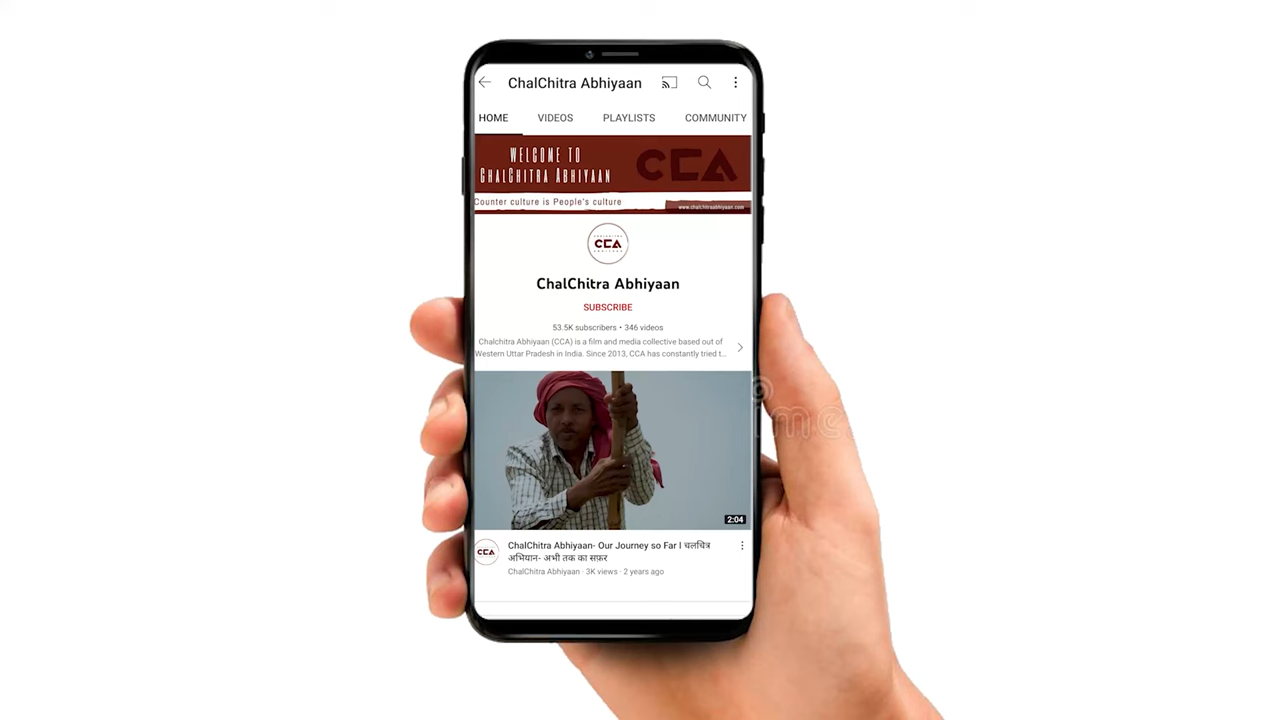 ChalChitra Abhiyaan
HOME VIDEOS PLAYLISTS COMMUNITY
WELCOME TO
CHALCHITRA ABHIYAAN
CCA
Counter culture is People's culture
www.chalchitraabhiyaan.com
CCA
ChalChitra Abhiyaan
SUBSCRIBE
53.5K subscribers • 346 videos
Chalchitra Abhiyaan (CCA) is a film and media collective based out of
Western Uttar Pradesh in India. Since 2013, CCA has constantly tried t...
2:04
CCA
ChalChitra Abhiyaan- Our Journey so Far I चलचित्र
अभियान- अभी तक का सफ़र
ChalChitra Abhiyaan · 3K views · 2 years ago